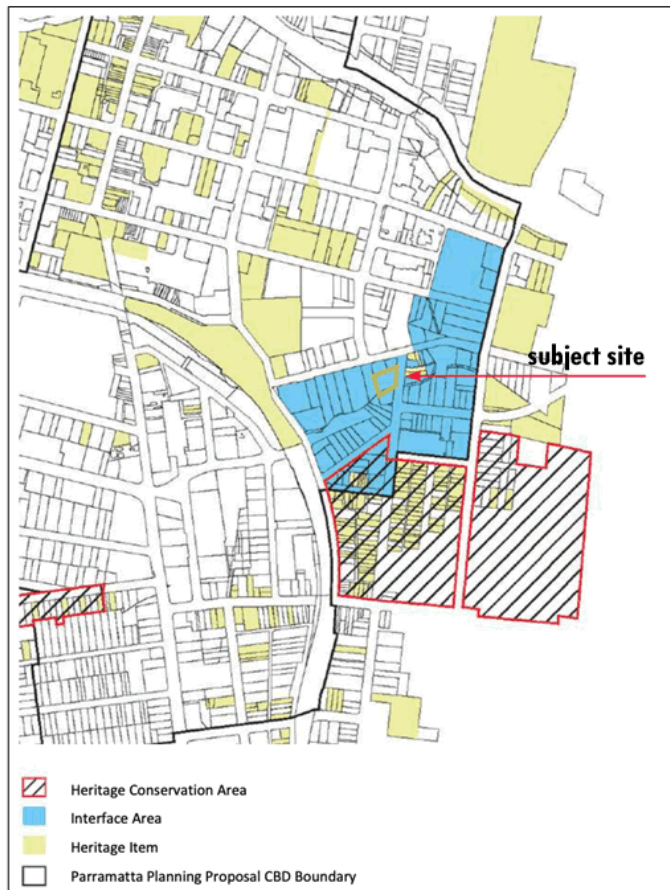 subject site
Heritage Conservation Area
Interface Area
Heritage Item
Parramatta Planning Proposal CBD Boundary